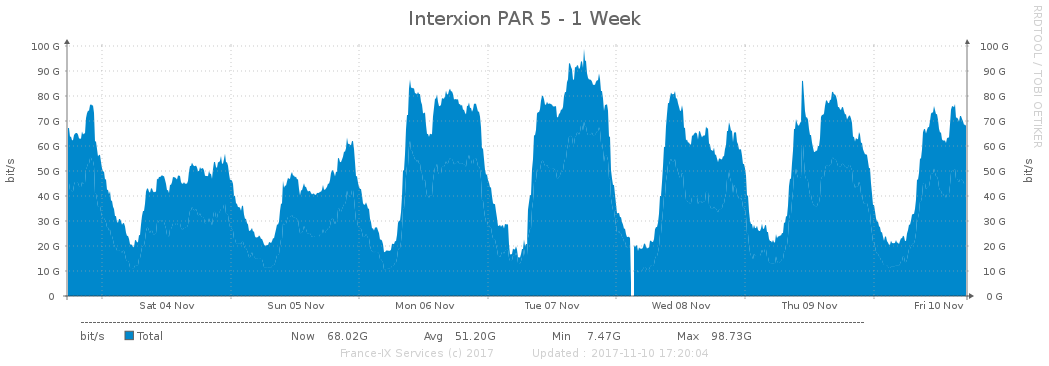 Interxion PAR 5 - 1 Week
RRDTOOL / TOBI OETIKER
100 G 100 G
90 G 90 G
80 G 80 G
70 G 70 G
60 G 60 G
50 G 50 G
40 G 40 G
30 G 30 G
20 G 20 G
10 G 10 G
0 0 G
bit/s bit/s
Sat 04 Nov Sun 05 Nov Mon 06 Nov Tue 07 Nov Wed 08 Nov Thu 09 Nov Fri 10 Nov
bit/s Total Now 68.02G Avg 51.20G Min 7.47G Max 98.73G
France-IX Services (c) 2017 Updated : 2017-11-10 17:20:04